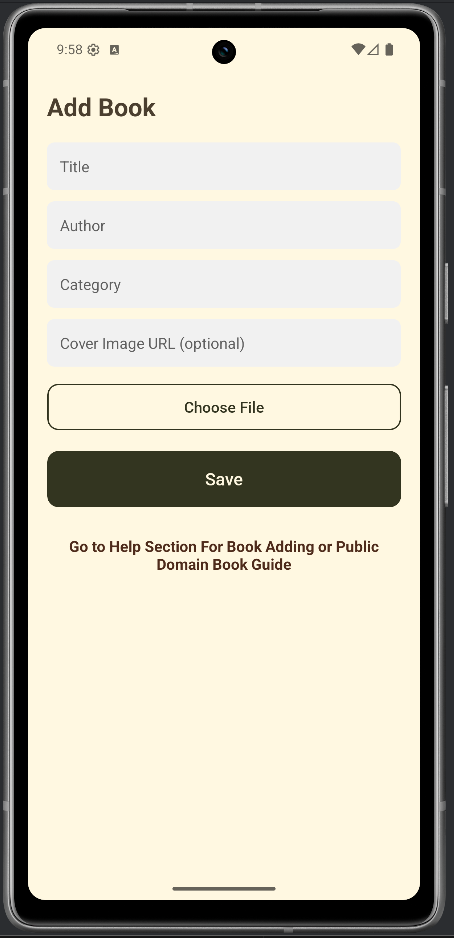 9:58
Add Book
Title
Author
Category
Cover Image URL (optional)
Choose File
Save
Go to Help Section For Book Adding or Public
Domain Book Guide